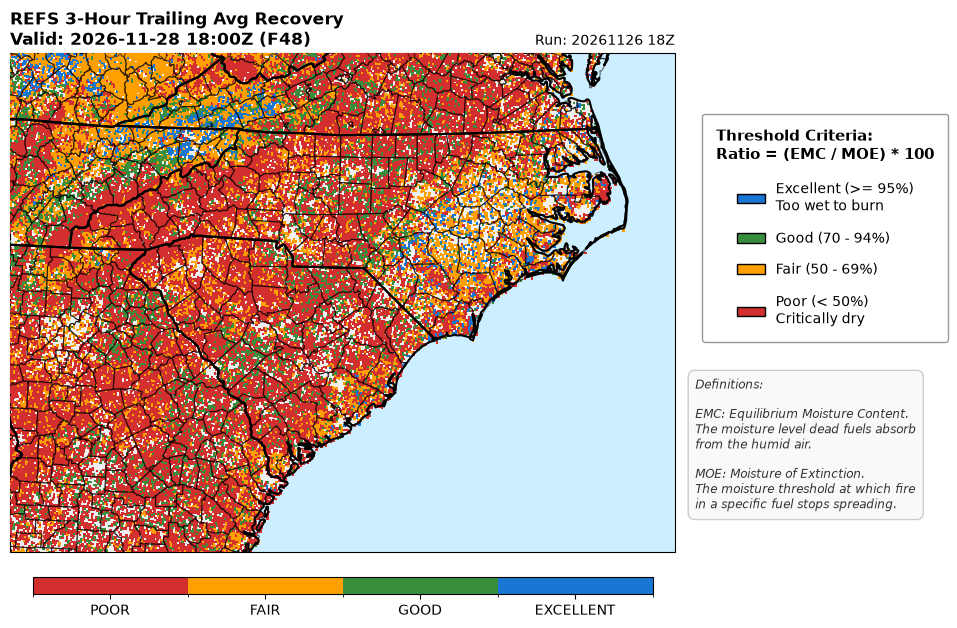 REFS 3-Hour Trailing Avg Recovery
Valid: 2026-11-28 18:00Z (F48)
Run: 20261126 18Z
Threshold Criteria:
Ratio = (EMC / MOE) * 100
Excellent (>= 95%)
Too wet to burn
Good (70 - 94%)
Fair (50 - 69%)
Poor (< 50%)
Critically dry
Definitions:
EMC: Equilibrium Moisture Content.
The moisture level dead fuels absorb
from the humid air.
MOE: Moisture of Extinction.
The moisture threshold at which fire
in a specific fuel stops spreading.
POOR
FAIR
GOOD
EXCELLENT